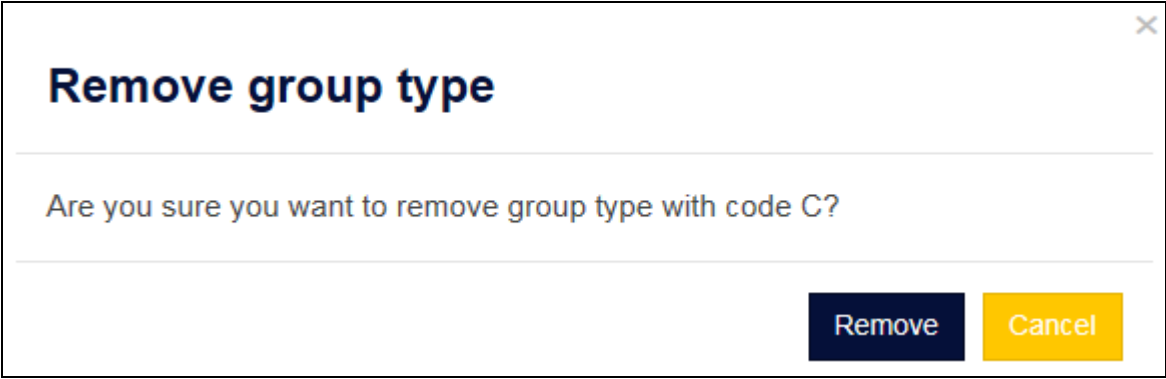 ×
Remove group type
Are you sure you want to remove group type with code C?
Remove Cancel